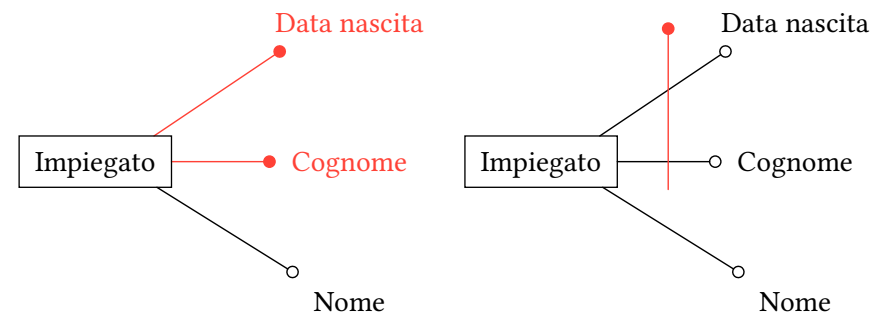 Data nascita
Impiegato
Cognome
Nome
Data nascita
Impiegato
Cognome
Nome